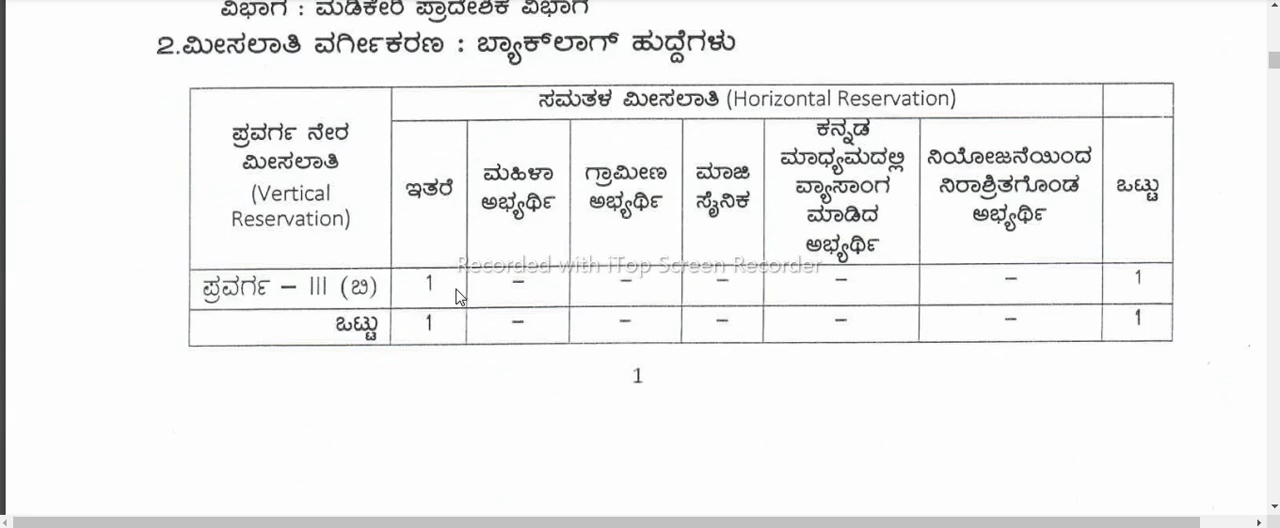 ವಿಭಾಗ : ಮಡಿಕೇರಿ ಪ್ರಾದೇಶಿಕ ವಿಭಾಗ
2.ಮೀಸಲಾತಿ ವರ್ಗೀಕರಣ : ಬ್ಯಾಕ್‌ಲಾಗ್ ಹುದ್ದೆಗಳು
ಸಮತಳ ಮೀಸಲಾತಿ (Horizontal Reservation)
ಪ್ರವರ್ಗ ನೇರ
ಮೀಸಲಾತಿ
(Vertical
Reservation)
ಇತರೆ
ಮಹಿಳಾ
ಅಭ್ಯರ್ಥಿ
ಗ್ರಾಮೀಣ
ಅಭ್ಯರ್ಥಿ
ಮಾಜಿ
ಸೈನಿಕ
ಕನ್ನಡ
ಮಾಧ್ಯಮದಲ್ಲಿ
ವ್ಯಾಸಾಂಗ
ಮಾಡಿದ
ಅಭ್ಯರ್ಥಿ
ನಿಯೋಜನೆಯಿಂದ
ನಿರಾಶ್ರಿತಗೊಂಡ
ಅಭ್ಯರ್ಥಿ
ಒಟ್ಟು
Recorded with iTop Screen Recorder
ಪ್ರವರ್ಗ – III (ಬಿ) 1 – – – – – 1
ಒಟ್ಟು 1 – – – – – 1
1